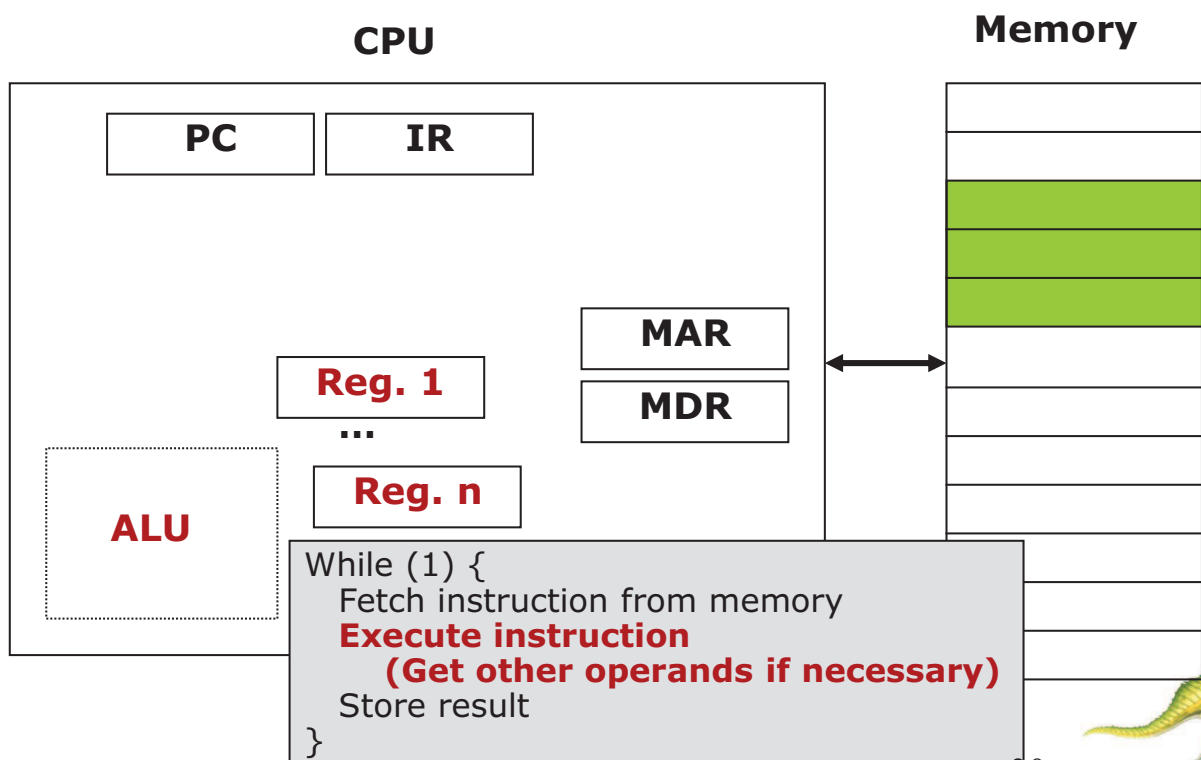 CPU
Memory
PC
IR
MAR
Reg. 1
MDR
...
Reg. n
ALU
While (1) {
Fetch instruction from memory
Execute instruction
(Get other operands if necessary)
Store result
}